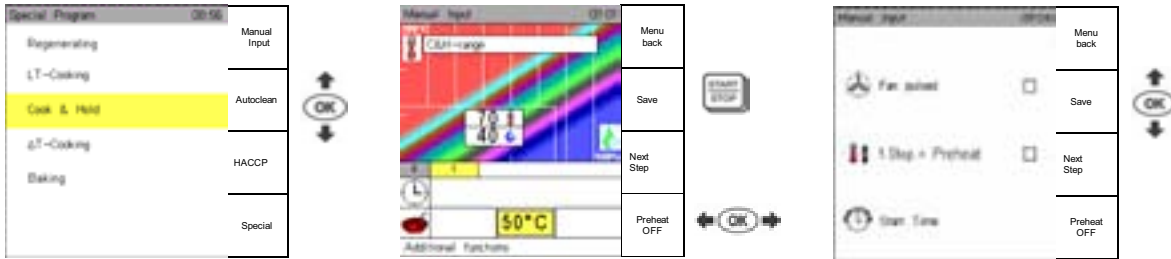 Special Program 08:56
Regenerating
LT-Cooking
Cook & Hold
ΔT-Cooking
Baking
Manual
Input
Autoclean
HACCP
Special
OK
Manual Input
C&H-range
70
40
1
50°C
Additional functions
Menu
back
Save
Next
Step
Preheat
OFF
START
STOP
OK
Manual Input
Fan pulsed
1.Step = Preheat
Start Time
Menu
back
Save
Next
Step
Preheat
OFF
OK